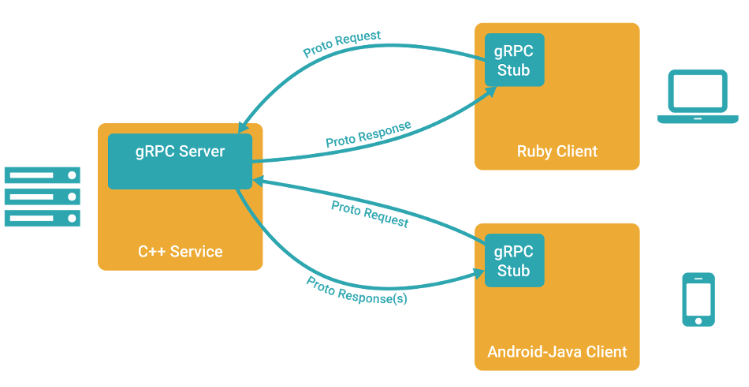 Proto Request
gRPC
Stub
Proto Response
Ruby Client
gRPC Server
C++ Service
Proto Request
gRPC
Stub
Proto Response(s)
Android-Java Client